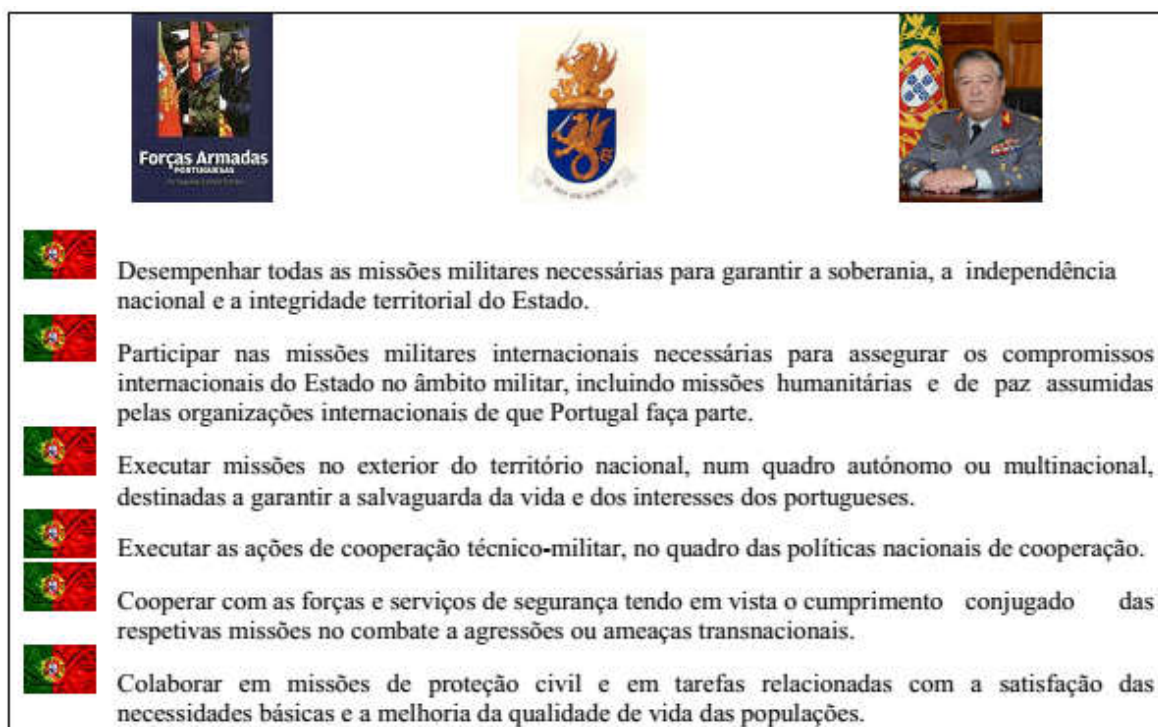 Forças Armadas
PORTUGUESAS
Desempenhar todas as missões militares necessárias para garantir a soberania, a independência
nacional e a integridade territorial do Estado.
Participar nas missões militares internacionais necessárias para assegurar os compromissos
internacionais do Estado no âmbito militar, incluindo missões humanitárias e de paz assumidas
pelas organizações internacionais de que Portugal faça parte.
Executar missões no exterior do território nacional, num quadro autónomo ou multinacional,
destinadas a garantir a salvaguarda da vida e dos interesses dos portugueses.
Executar as ações de cooperação técnico-militar, no quadro das políticas nacionais de cooperação.
Cooperar com as forças e serviços de segurança tendo em vista o cumprimento conjugado das
respetivas missões no combate a agressões ou ameaças transnacionais.
Colaborar em missões de proteção civil e em tarefas relacionadas com a satisfação das
necessidades básicas e a melhoria da qualidade de vida das populações.